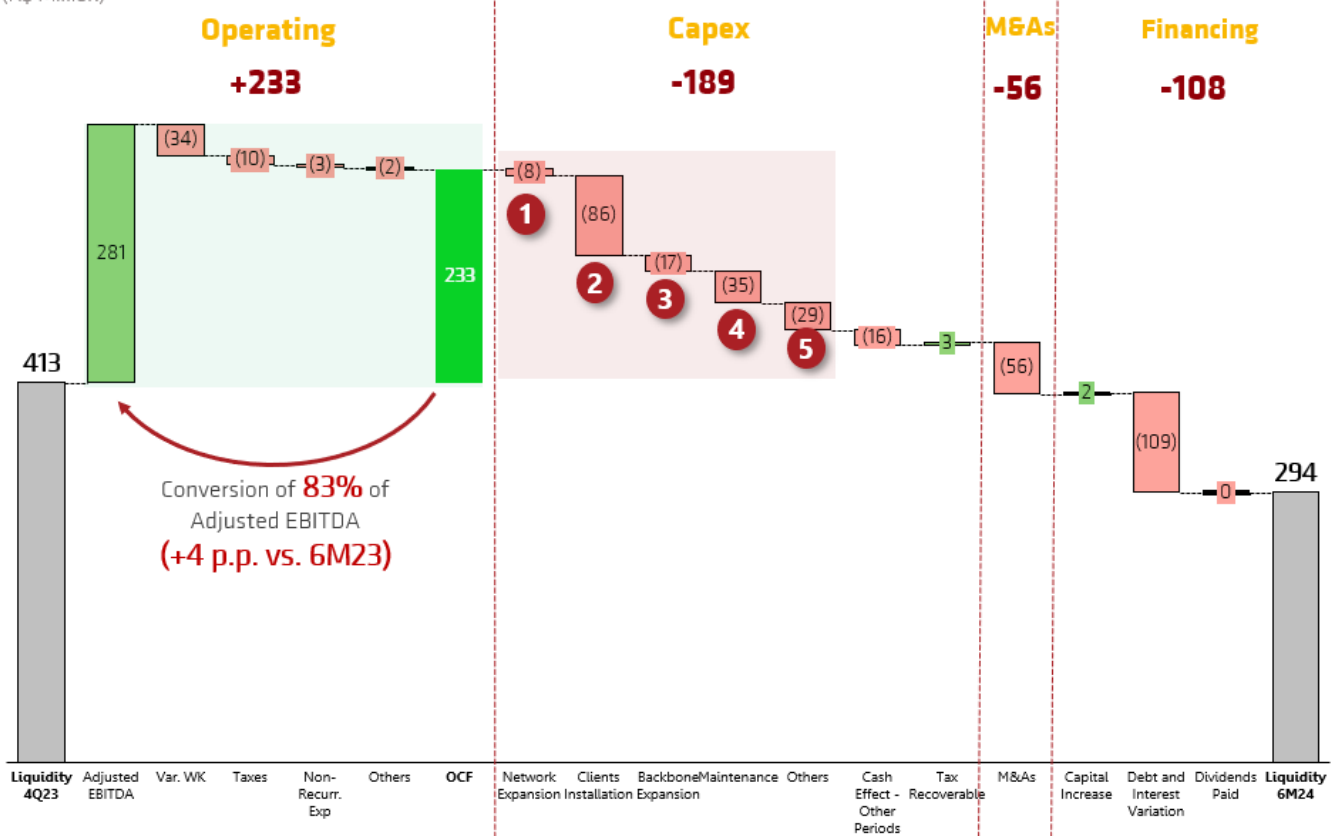 Operating
Capex
M&As
Financing
+233
-189
-56
-108
(34)
(10)
(3)
(2)
(8)
1
281
(86)
233
2
(17)
3
(35)
4
(29)
5
(16)
3
413
(56)
2
(109)
0
294
Conversion of 83% of
Adjusted EBITDA
(+4 p.p. vs. 6M23)
Liquidity
4Q23
Adjusted
EBITDA
Var. WK
Taxes
Non-
Recurr.
Exp
Others
OCF
Network
Expansion
Clients
Installation
Backbone
Expansion
Maintenance
Others
Cash
Effect -
Other
Periods
Tax
Recoverable
M&As
Capital
Increase
Debt and
Interest
Variation
Dividends
Paid
Liquidity
6M24